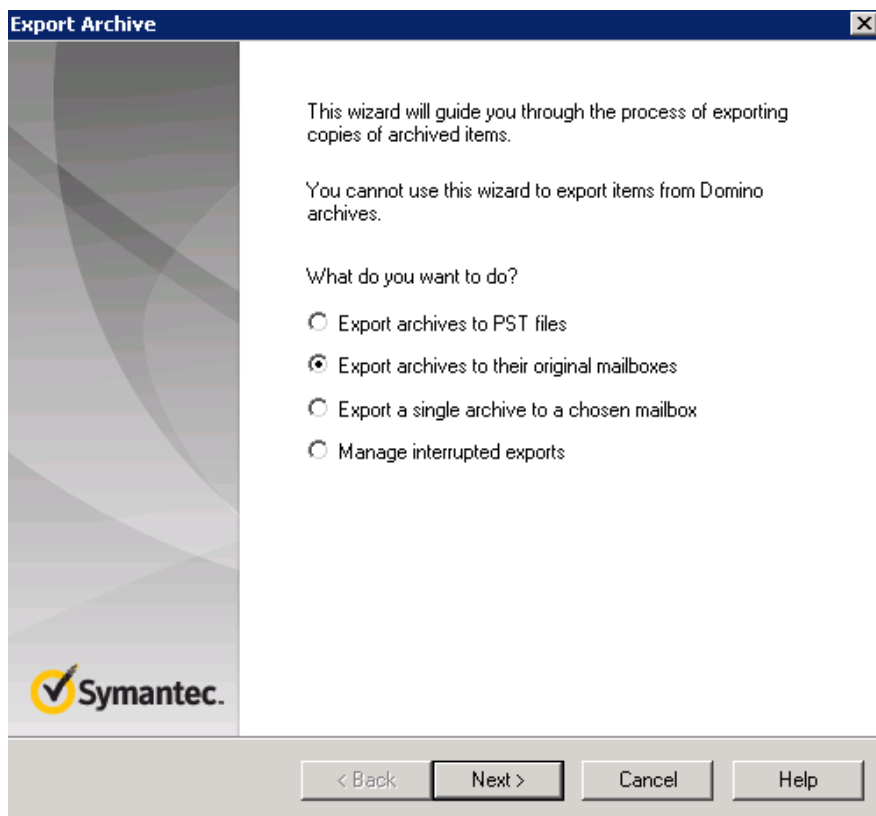 Export Archive
This wizard will guide you through the process of exporting
copies of archived items.
You cannot use this wizard to export items from Domino
archives.
What do you want to do?
Export archives to PST files
Export archives to their original mailboxes
Export a single archive to a chosen mailbox
Manage interrupted exports
Symantec.
< Back Next > Cancel Help